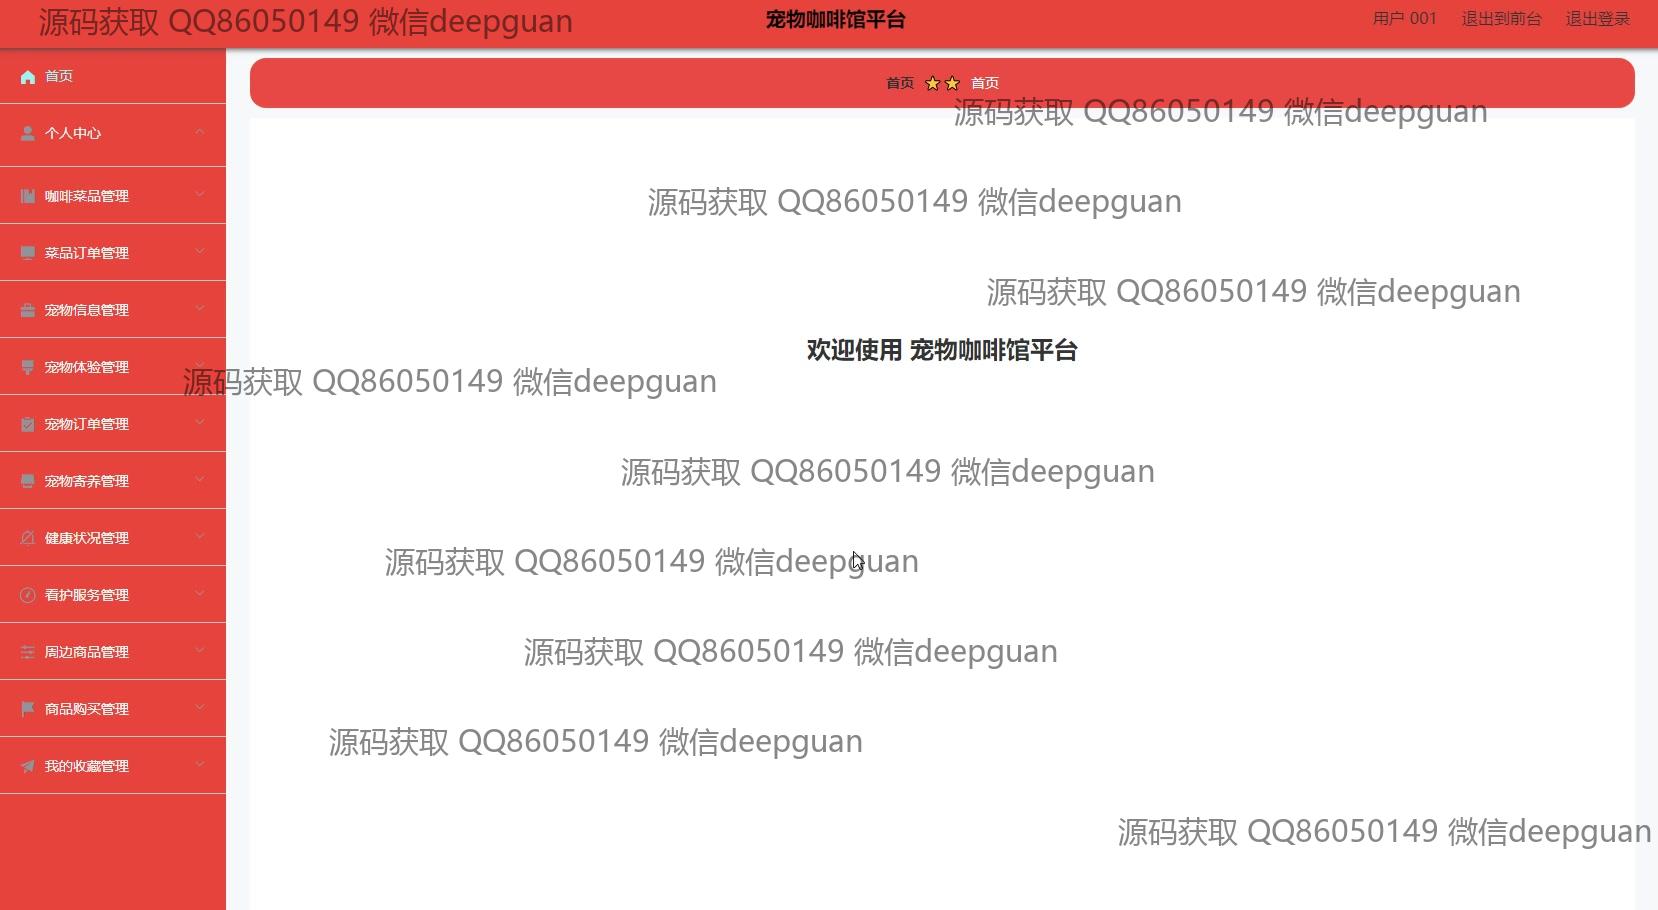 源码获取 QQ86050149 微信deepguan
宠物咖啡馆平台
用户 001
退出到前台
退出登录
首页
个人中心
咖啡菜品管理
菜品订单管理
宠物信息管理
宠物体验管理
宠物订单管理
宠物寄养管理
健康状况管理
看护服务管理
周边商品管理
商品购买管理
我的收藏管理
首页 ★★ 首页
源码获取 QQ86050149 微信deepguan
源码获取 QQ86050149 微信deepguan
源码获取 QQ86050149 微信deepguan
欢迎使用 宠物咖啡馆平台
源码获取 QQ86050149 微信deepguan
源码获取 QQ86050149 微信deepguan
源码获取 QQ86050149 微信deepguan
源码获取 QQ86050149 微信deepguan
源码获取 QQ86050149 微信deepguan
源码获取 QQ86050149 微信deepguan